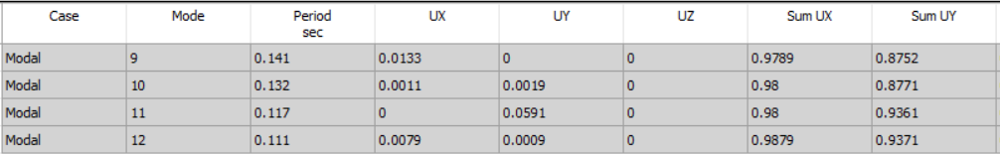 Case Mode Period sec UX UY UZ Sum UX Sum UY
Modal 9 0.141 0.0133 0 0 0.9789 0.8752
Modal 10 0.132 0.0011 0.0019 0 0.98 0.8771
Modal 11 0.117 0 0.0591 0 0.98 0.9361
Modal 12 0.111 0.0079 0.0009 0 0.9879 0.9371